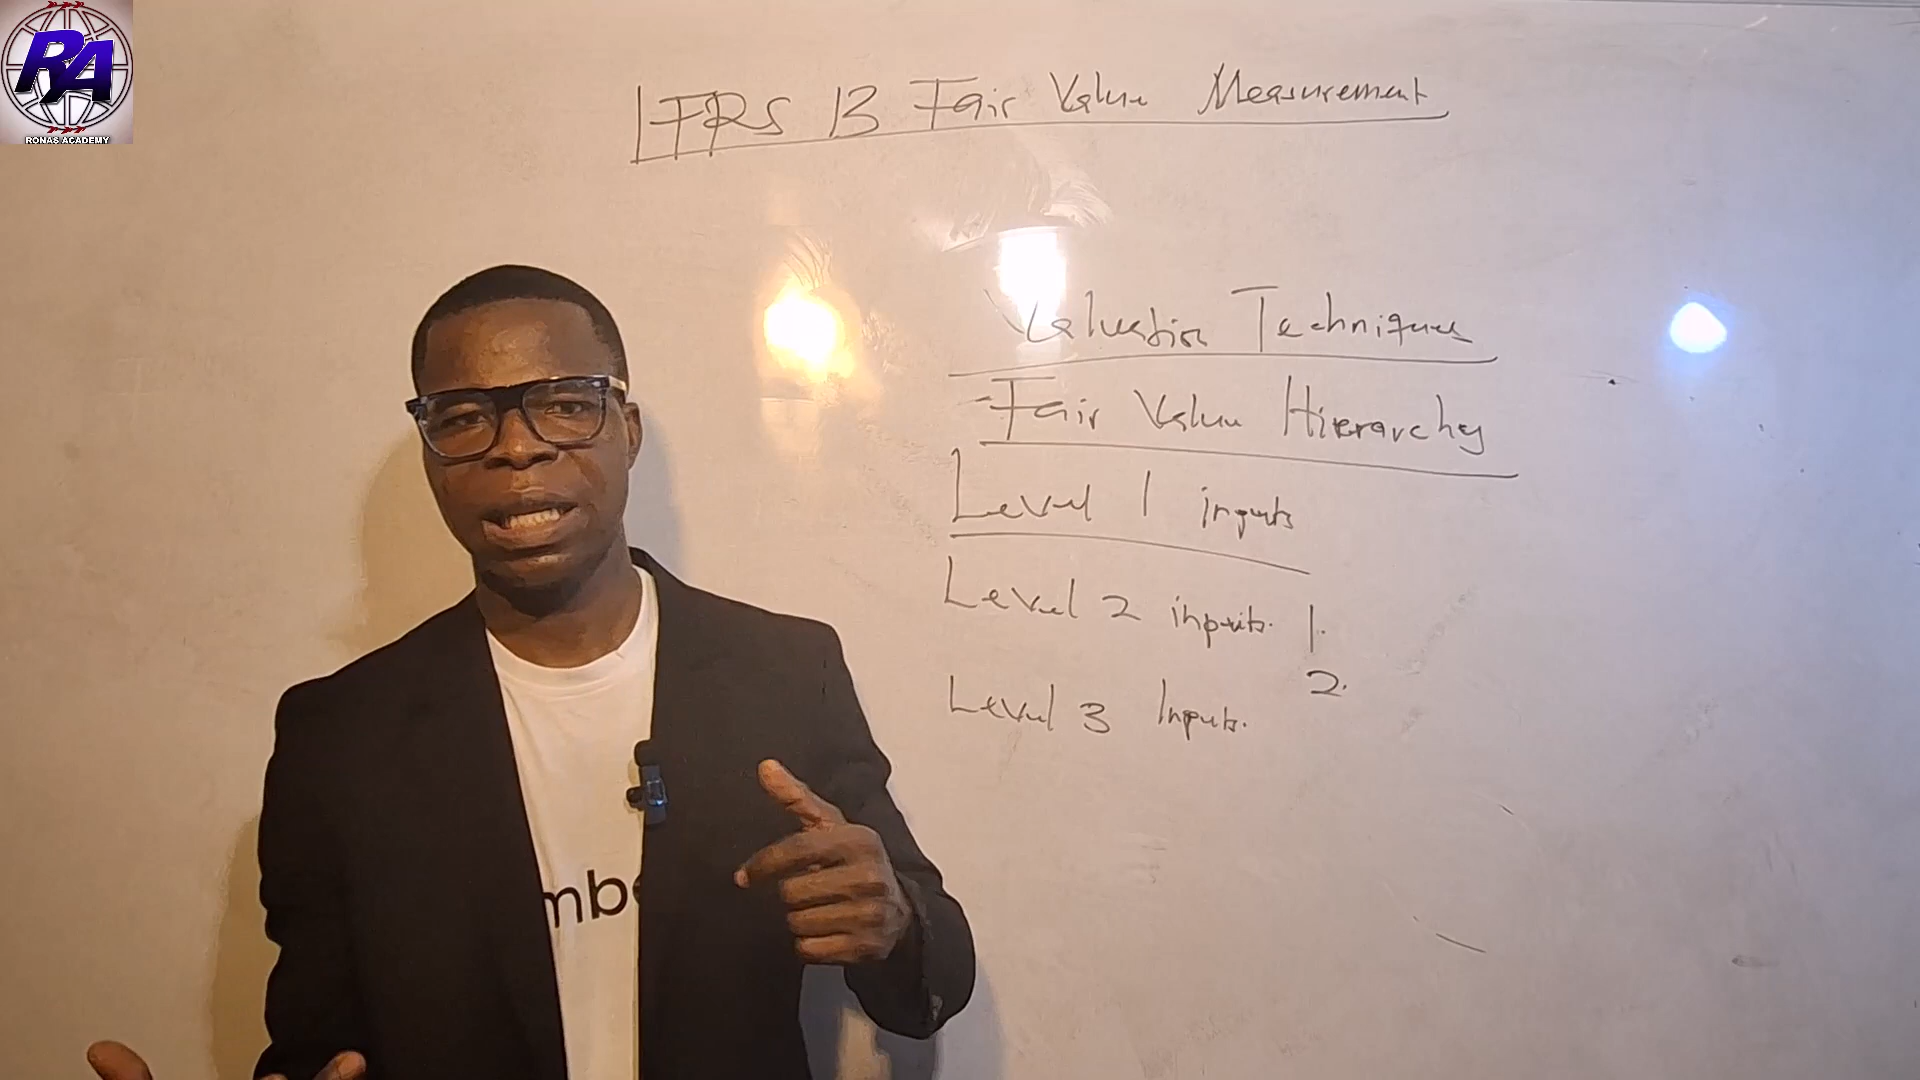 RA
RONAS ACADEMY
IFRS 13 Fair Value Measurement
Valuation Techniques
-Fair Value Hierarchy
Level 1 inputs
Level 2 inputs. 1.
2.
Level 3 Inputs.
mbe